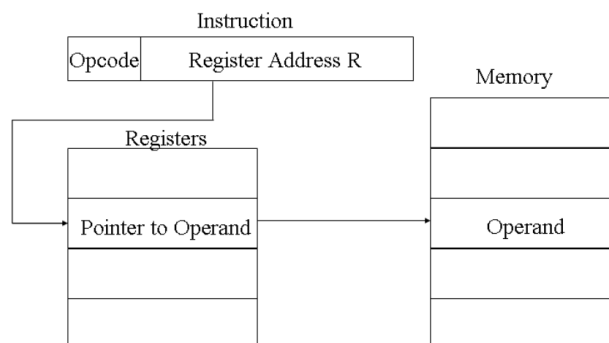 Instruction
Opcode
Register Address R
Memory
Registers
Pointer to Operand
Operand